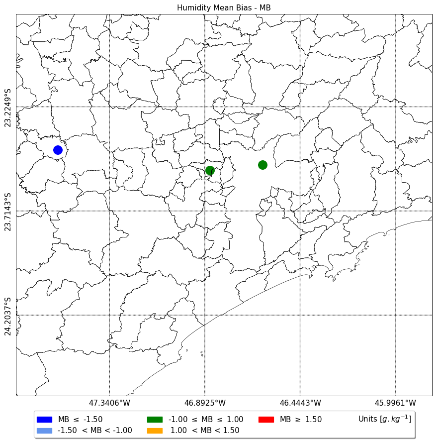 Humidity Mean Bias - MB
23.2249°S
23.7143°S
24.2037°S
47.3406°W 46.8925°W 46.4443°W 45.9961°W
MB ≤ -1.50 -1.00 ≤ MB ≤ 1.00 MB ≥ 1.50 Units [g.kg⁻¹]
-1.50 < MB < -1.00 1.00 < MB < 1.50